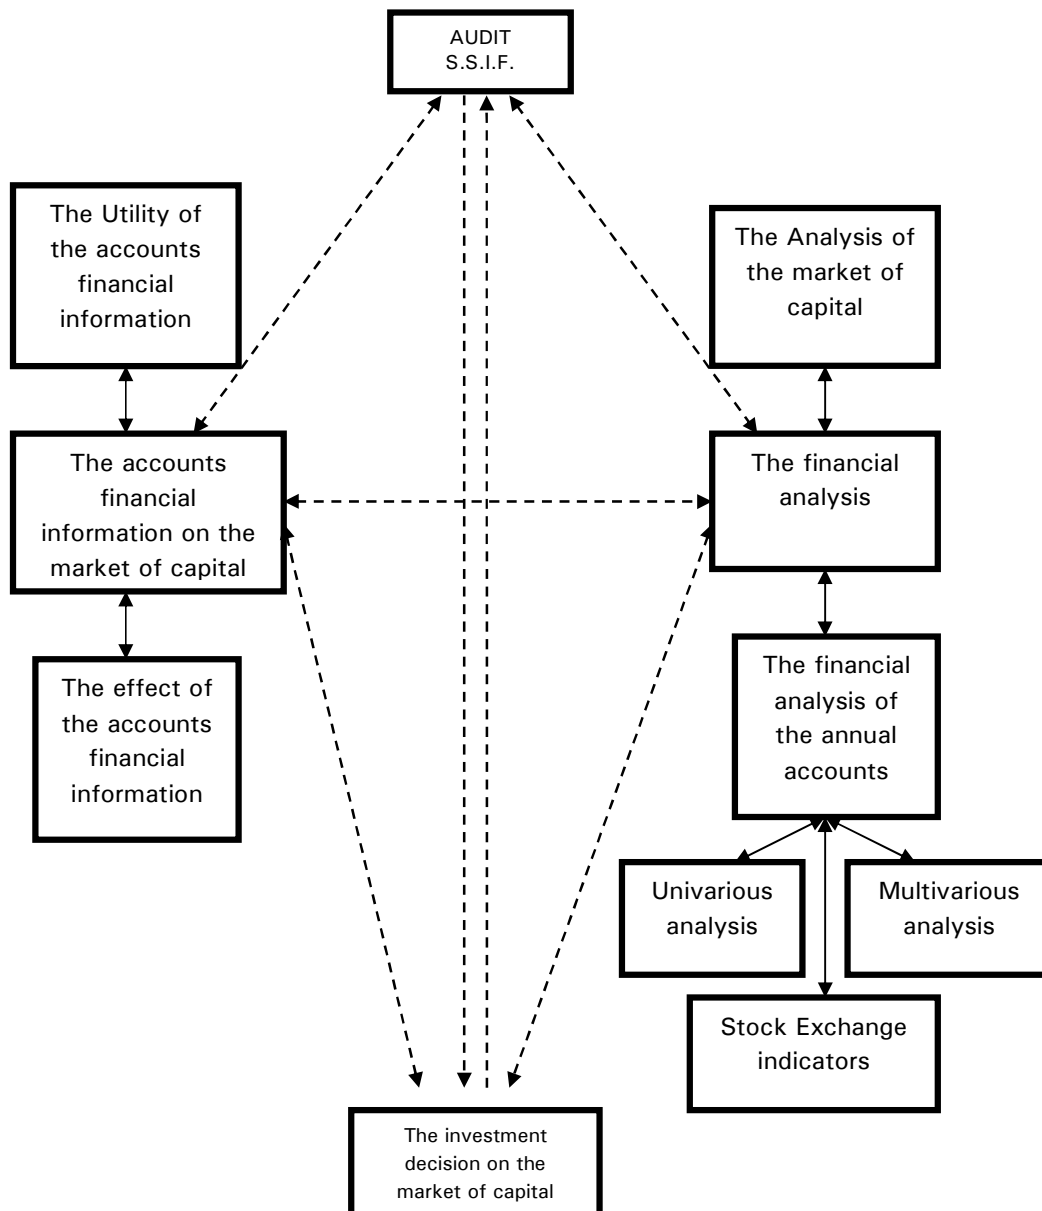 AUDIT
S.S.I.F.
The Utility of
the accounts
financial
information
The Analysis of
the market of
capital
The accounts
financial
information on the
market of capital
The financial
analysis
The effect of
the accounts
financial
information
The financial
analysis of
the annual
accounts
Univarious
analysis
Multivarious
analysis
Stock Exchange
indicators
The investment
decision on the
market of capital